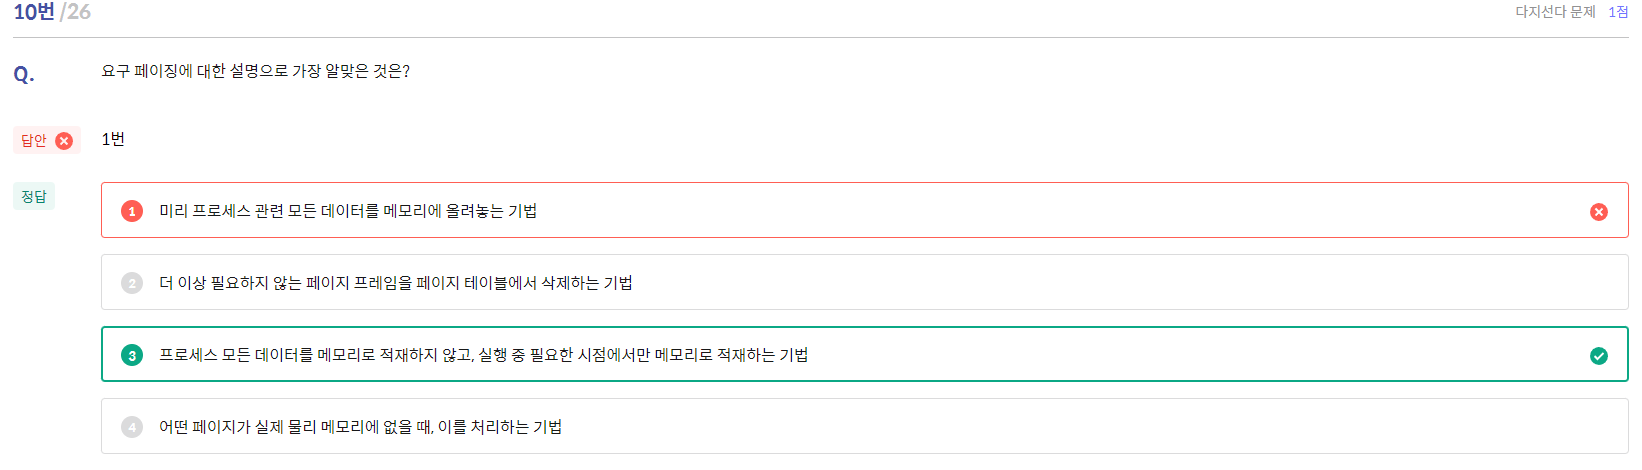 10번 /26
다지선다 문제 1점
Q. 요구 페이징에 대한 설명으로 가장 알맞은 것은?
답안 1번
정답
1 미리 프로세스 관련 모든 데이터를 메모리에 올려놓는 기법
2 더 이상 필요하지 않는 페이지 프레임을 페이지 테이블에서 삭제하는 기법
3 프로세스 모든 데이터를 메모리로 적재하지 않고, 실행 중 필요한 시점에서만 메모리로 적재하는 기법
4 어떤 페이지가 실제 물리 메모리에 없을 때, 이를 처리하는 기법